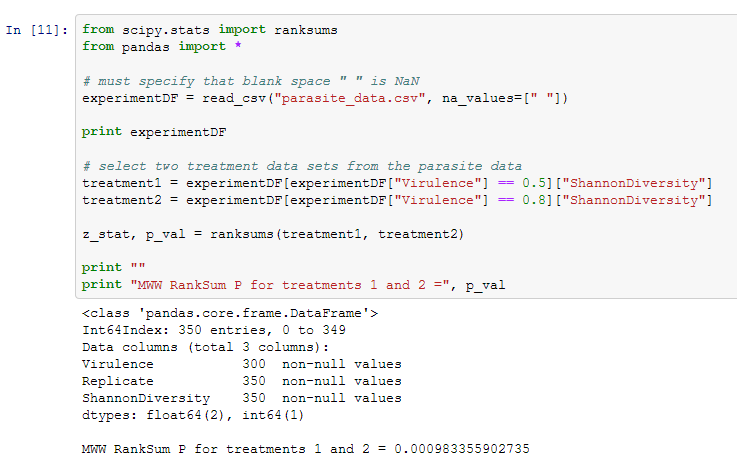 In [11]: from scipy.stats import ranksums
from pandas import *
# must specify that blank space " " is NaN
experimentDF = read_csv("parasite_data.csv", na_values=[" "])
print experimentDF
# select two treatment data sets from the parasite data
treatment1 = experimentDF[experimentDF["Virulence"] == 0.5]["ShannonDiversity"]
treatment2 = experimentDF[experimentDF["Virulence"] == 0.8]["ShannonDiversity"]
z_stat, p_val = ranksums(treatment1, treatment2)
print ""
print "MWW RankSum P for treatments 1 and 2 =", p_val
<class 'pandas.core.frame.DataFrame'>
Int64Index: 350 entries, 0 to 349
Data columns (total 3 columns):
Virulence           300  non-null values
Replicate           350  non-null values
ShannonDiversity    350  non-null values
dtypes: float64(2), int64(1)
MWW RankSum P for treatments 1 and 2 = 0.000983355902735